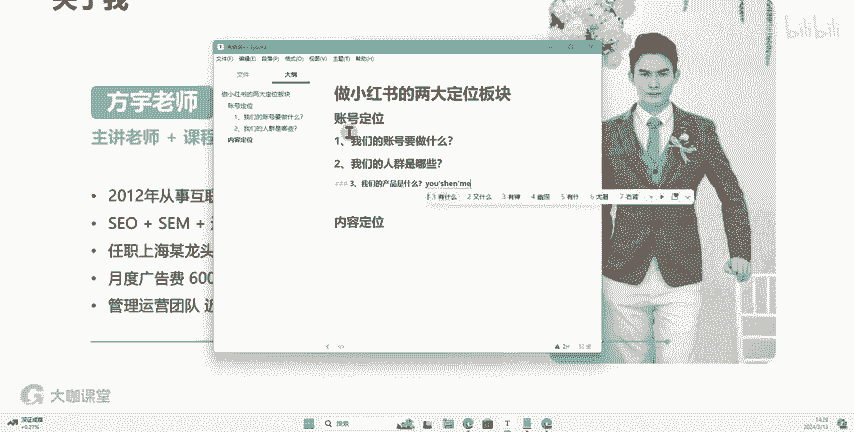 关于我
bilibili
方宇老师
主讲老师 + 课程
• 2012年从事互联
• SEO + SEM +
• 任职上海某龙头
• 月度广告费 600
• 管理运营团队 近
文件(F) 编辑(E) 段落(P) 格式(O) 视图(V) 主题(T) 帮助(H)
文件 大纲
做小红书的两大定位板块
账号定位
1、我们的账号要做什么?
2、我们的人群是哪些?
内容定位
做小红书的两大定位板块
账号定位
1、我们的账号要做什么?
2、我们的人群是哪些?
### 3、我们的产品是什么? you'shen'me
1 有什么 2 又什么 3 有神 4 幽深 5 有什 6 尤甚 7 右肾
内容定位
大咖课堂
+0.27%
搜索
14:28